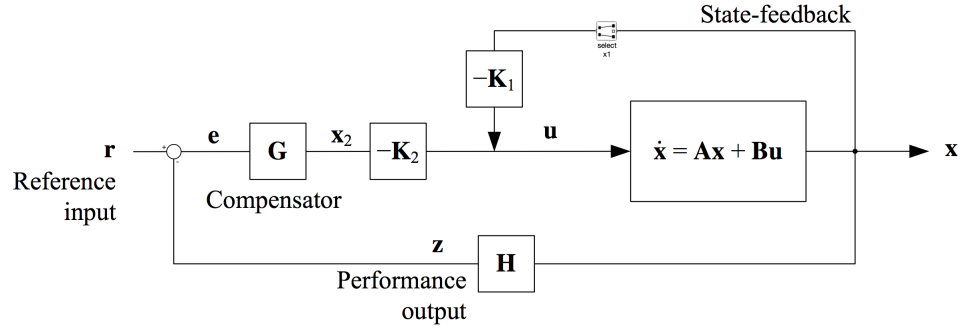 State-feedback
select
x1
−K₁
r
+
-
e
G
x₂
−K₂
u
ẋ = Ax + Bu
x
Reference
input
Compensator
z
H
Performance
output